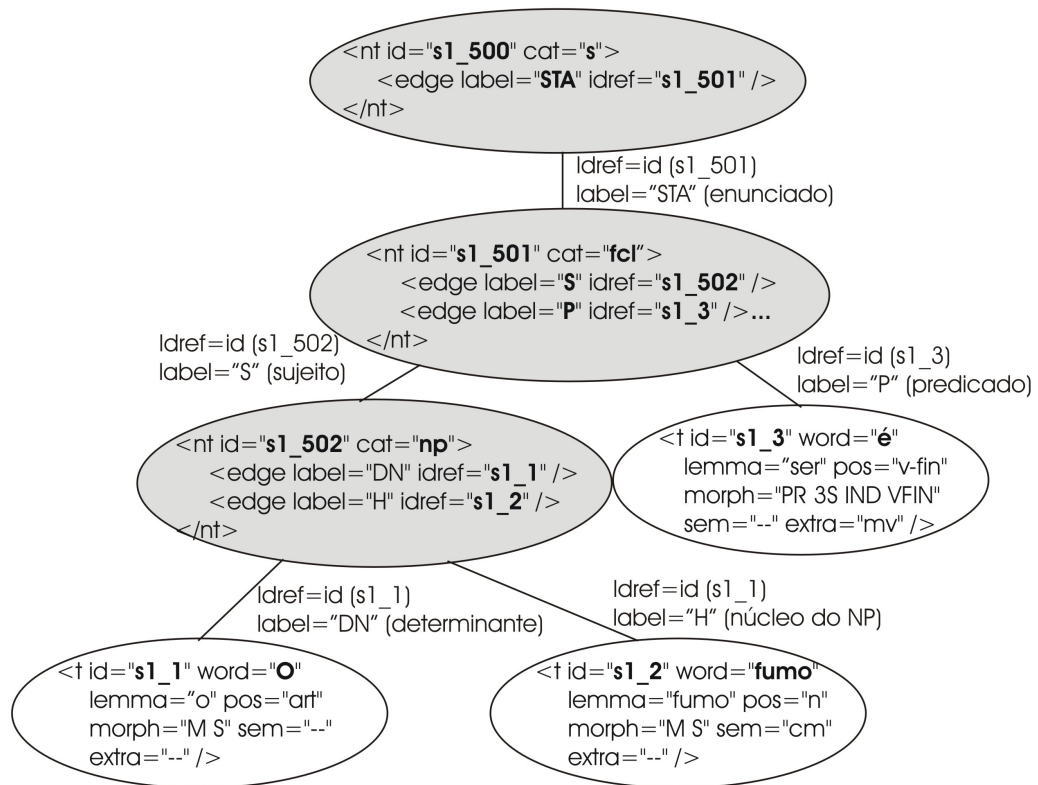 <nt id="s1_500" cat="s">
<edge label="STA" idref="s1_501" />
</nt>
Idref=id (s1_501)
label="STA" (enunciado)
<nt id="s1_501" cat="fcl">
<edge label="S" idref="s1_502" />
<edge label="P" idref="s1_3" />...
</nt>
Idref=id (s1_502)
label="S" (sujeito)
Idref=id (s1_3)
label="P" (predicado)
<nt id="s1_502" cat="np">
<edge label="DN" idref="s1_1" />
<edge label="H" idref="s1_2" />
</nt>
<t id="s1_3" word="é"
lemma="ser" pos="v-fin"
morph="PR 3S IND VFIN"
sem="--" extra="mv" />
Idref=id (s1_1)
label="DN" (determinante)
Idref=id (s1_1)
label="H" (núcleo do NP)
<t id="s1_1" word="O"
lemma="o" pos="art"
morph="M S" sem="--"
extra="--" />
<t id="s1_2" word="fumo"
lemma="fumo" pos="n"
morph="M S" sem="cm"
extra="--" />